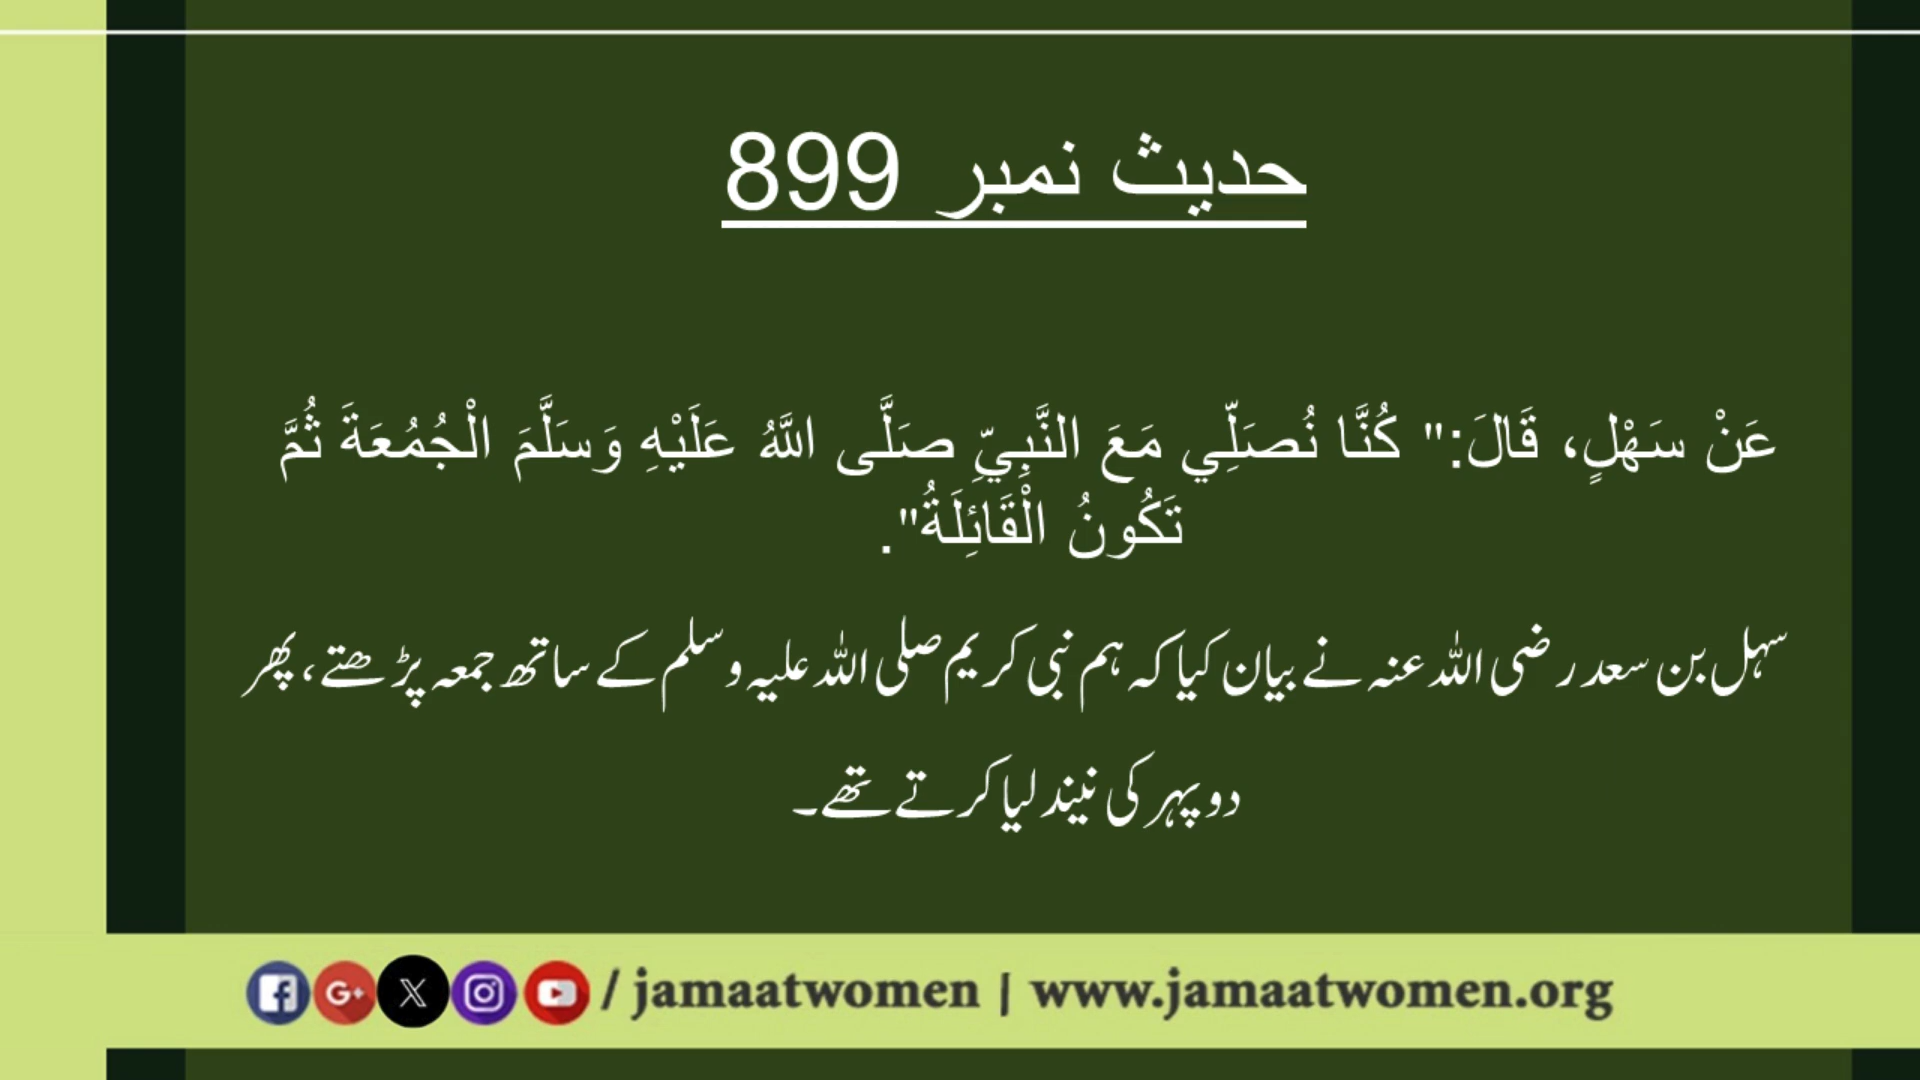 حدیث نمبر 899
عَنْ سَهْلٍ، قَالَ:" كُنَّا نُصَلِّي مَعَ النَّبِيِّ صَلَّى اللَّهُ عَلَيْهِ وَسَلَّمَ الْجُمُعَةَ ثُمَّ
تَكُونُ الْقَائِلَةُ".
سہل بن سعد رضی اللہ عنہ نے بیان کیا کہ ہم نبی کریم صلی اللہ علیہ وسلم کے ساتھ جمعہ پڑھتے، پھر
دوپہر کی نیند لیا کرتے تھے۔
/ jamaatwomen | www.jamaatwomen.org